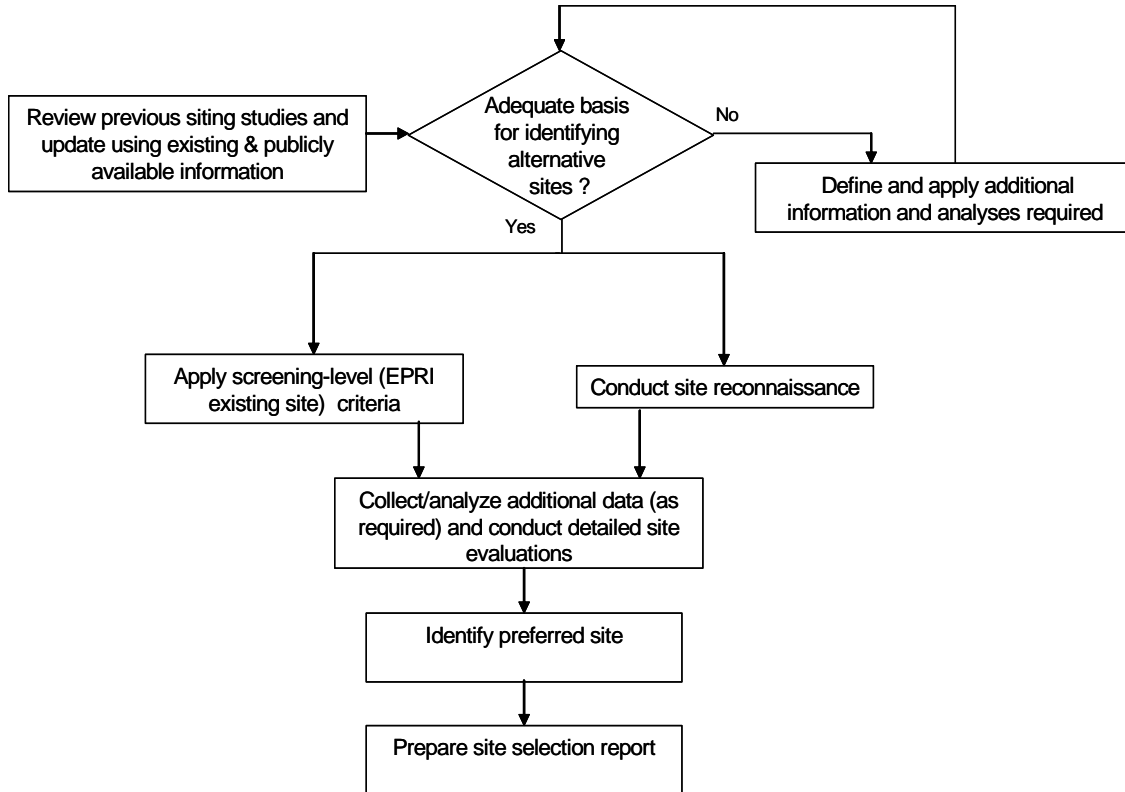 Review previous siting studies and
update using existing & publicly
available information
Adequate basis
for identifying
alternative
sites ?
No
Define and apply additional
information and analyses required
Yes
Apply screening-level (EPRI
existing site) criteria
Conduct site reconnaissance
Collect/analyze additional data (as
required) and conduct detailed site
evaluations
Identify preferred site
Prepare site selection report